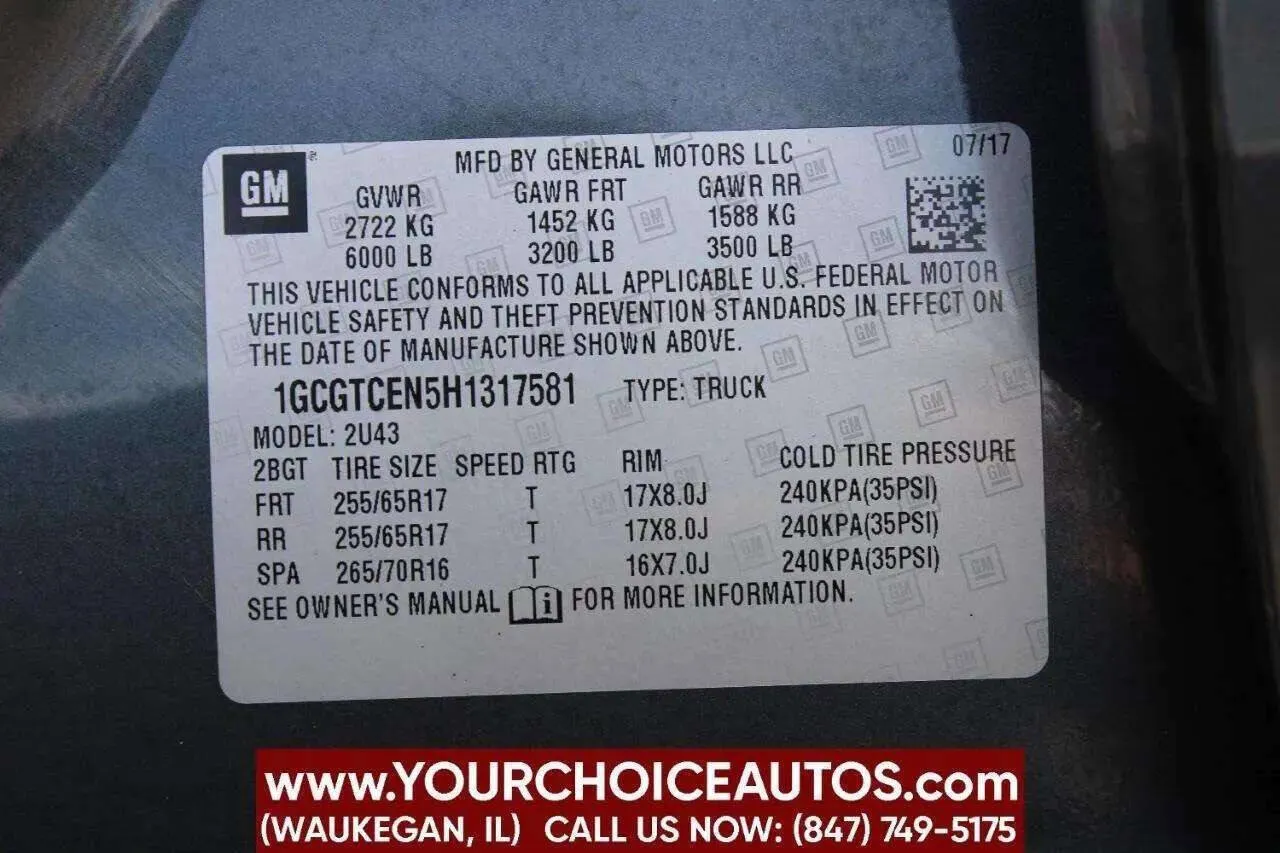 GM
MFD BY GENERAL MOTORS LLC 07/17
GVWR GAWR FRT GAWR RR
2722 KG 1452 KG 1588 KG
6000 LB 3200 LB 3500 LB
THIS VEHICLE CONFORMS TO ALL APPLICABLE U.S. FEDERAL MOTOR
VEHICLE SAFETY AND THEFT PREVENTION STANDARDS IN EFFECT ON
THE DATE OF MANUFACTURE SHOWN ABOVE.
1GCGTCEN5H1317581 TYPE: TRUCK
MODEL: 2U43
2BGT TIRE SIZE SPEED RTG RIM COLD TIRE PRESSURE
FRT 255/65R17 T 17X8.0J 240KPA(35PSI)
RR 255/65R17 T 17X8.0J 240KPA(35PSI)
SPA 265/70R16 T 16X7.0J 240KPA(35PSI)
SEE OWNER'S MANUAL FOR MORE INFORMATION.
www.YOURCHOICEAUTOS.com
(WAUKEGAN, IL) CALL US NOW: (847) 749-5175